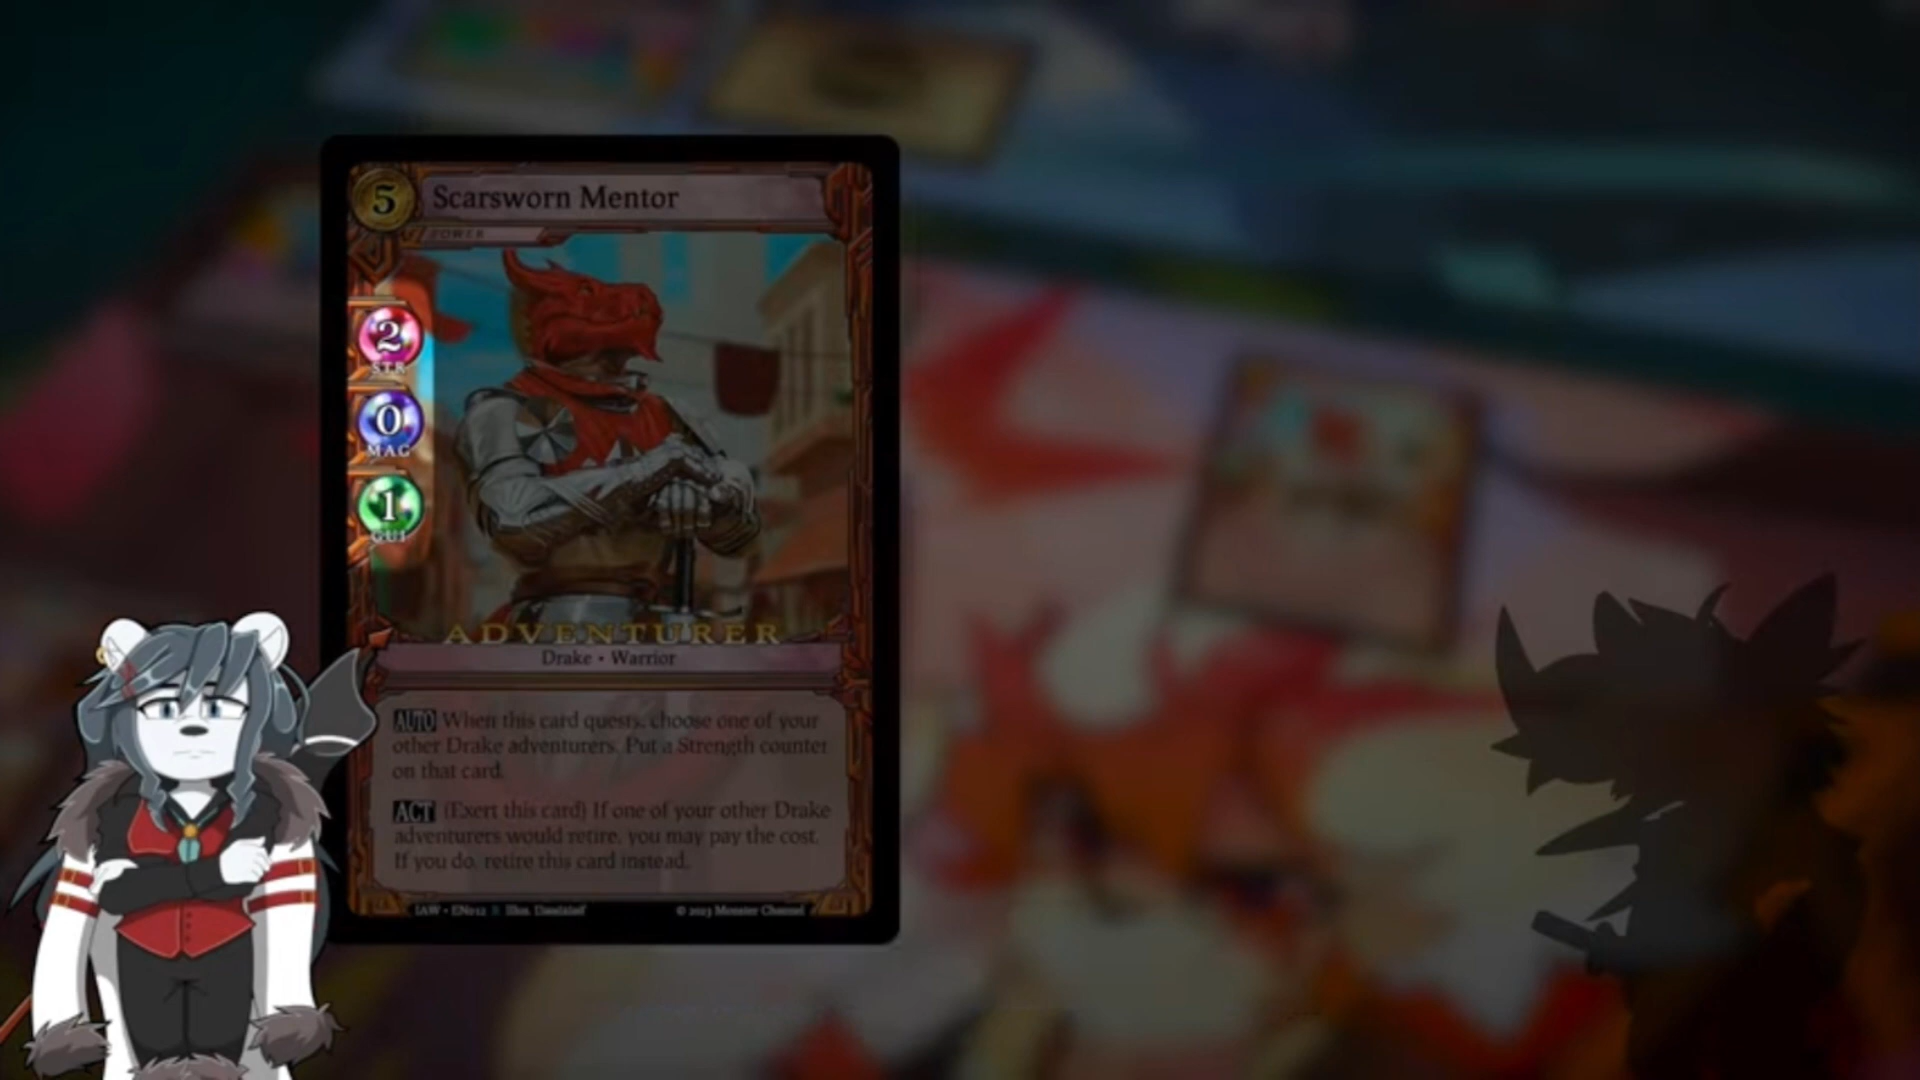 5
Scarsworn Mentor
POWER
2
STR
0
MAG
1
GUI
ADVENTURER
Drake • Warrior
AUTO When this card quests, choose one of your
other Drake adventurers. Put a Strength counter
on that card.
ACT (Exert this card) If one of your other Drake
adventurers would retire, you may pay the cost.
If you do, retire this card instead.
IAW • EN012 Illus.
© 2023 Monster Channel